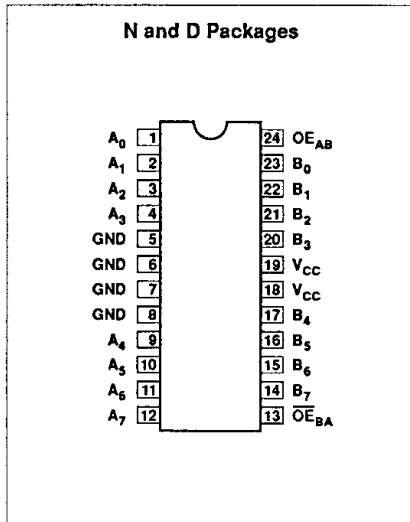 N and D Packages
A0 1 24 OEAB
A1 2 23 B0
A2 3 22 B1
A3 4 21 B2
GND 5 20 B3
GND 6 19 VCC
GND 7 18 VCC
GND 8 17 B4
A4 9 16 B5
A5 10 15 B6
A6 11 14 B7
A7 12 13 O̅E̅BA